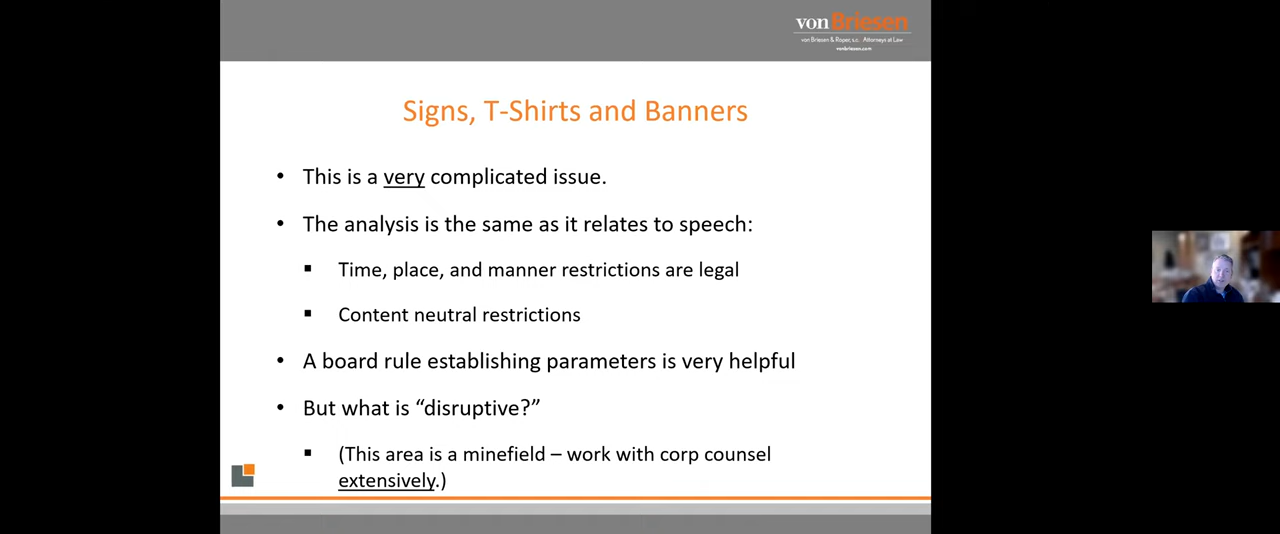 vonBriesen
von Briesen & Roper, s.c. Attorneys at Law
vonbriesen.com
Signs, T-Shirts and Banners
• This is a very complicated issue.
• The analysis is the same as it relates to speech:
▪ Time, place, and manner restrictions are legal
▪ Content neutral restrictions
• A board rule establishing parameters is very helpful
• But what is “disruptive?”
▪ (This area is a minefield – work with corp counsel
extensively.)